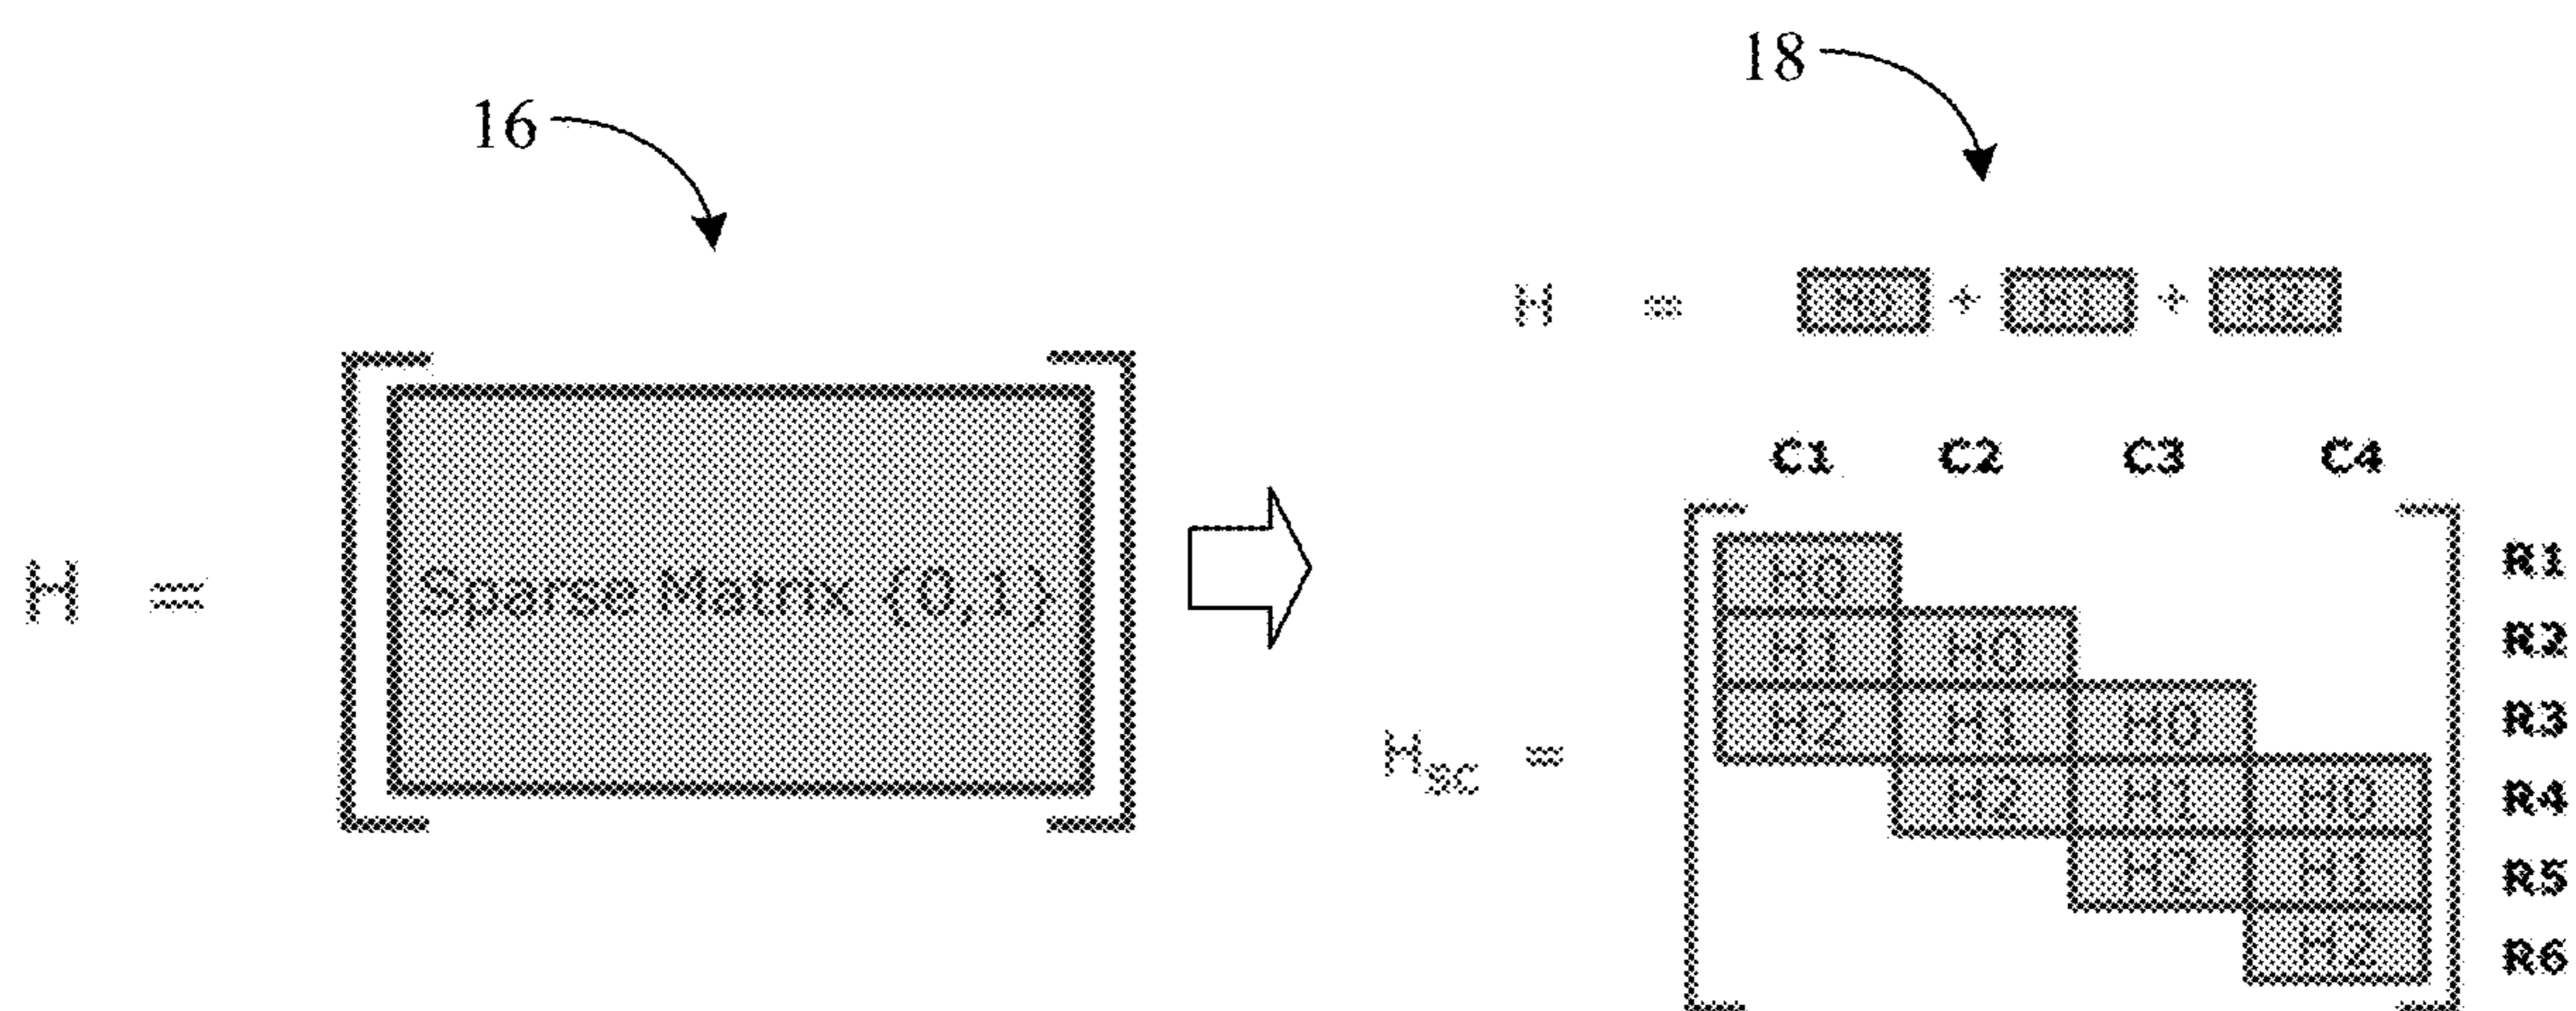 16
18
H = Sparse Matrix {0,1}
H = H0 + H1 + H2
C1 C2 C3 C4
H0 R1
H1 H0 R2
H2 H1 H0 R3
Hsc =
H2 H1 H0 R4
H2 H1 R5
H2 R6